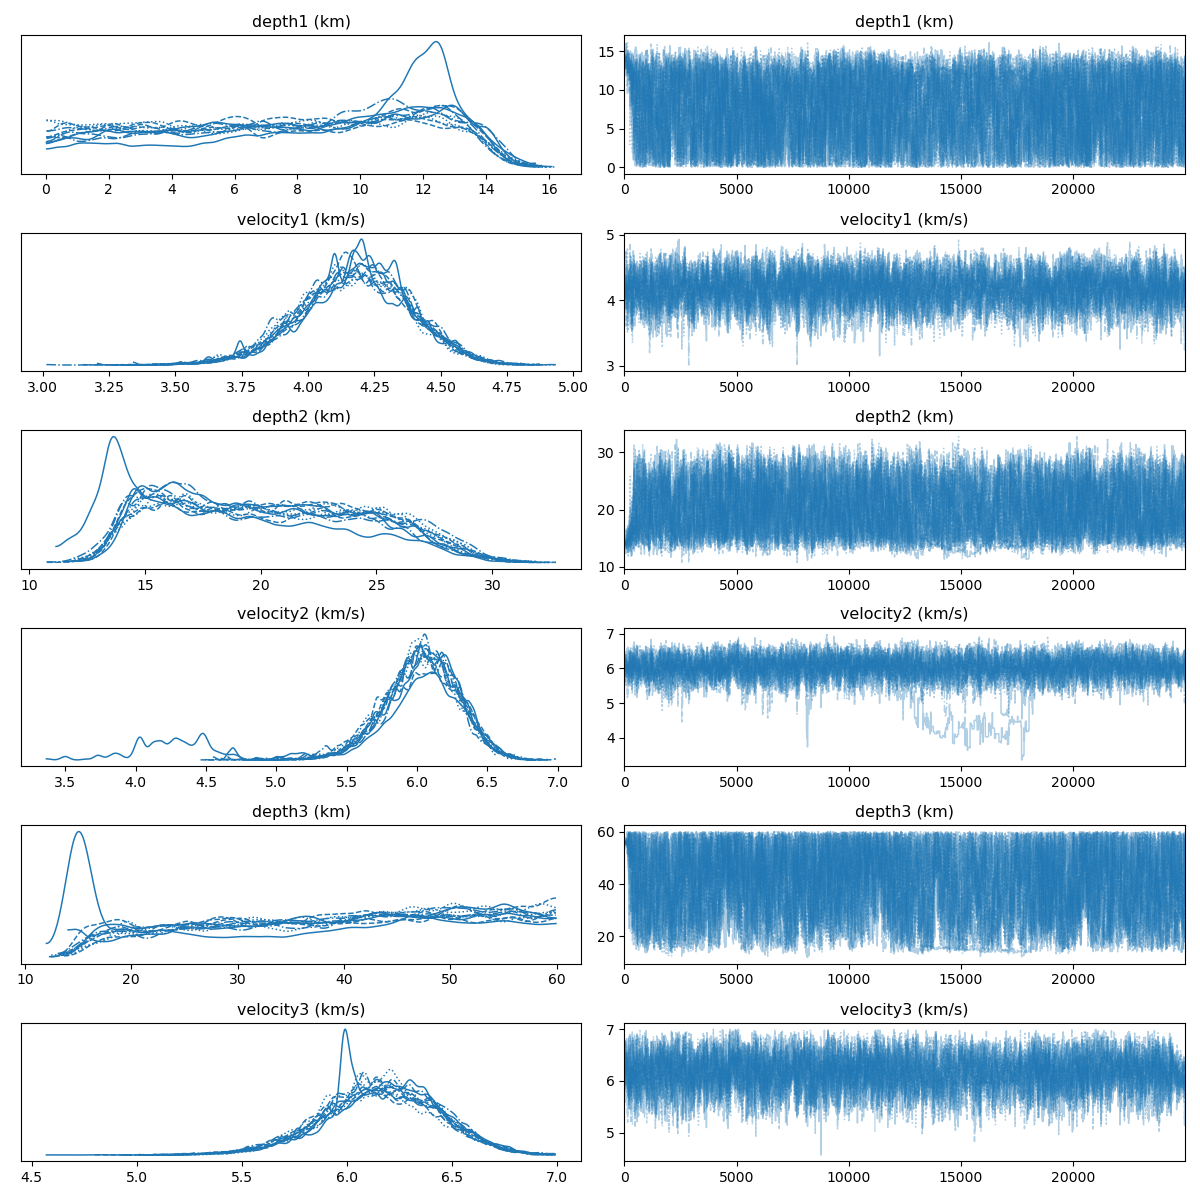 depth1 (km) depth1 (km)
15
10
5
0
0 2 4 6 8 10 12 14 16 0 5000 10000 15000 20000
velocity1 (km/s) velocity1 (km/s)
5
4
3
3.00 3.25 3.50 3.75 4.00 4.25 4.50 4.75 5.00 0 5000 10000 15000 20000
depth2 (km) depth2 (km)
30
20
10
10 15 20 25 30 0 5000 10000 15000 20000
velocity2 (km/s) velocity2 (km/s)
7
6
5
4
3.5 4.0 4.5 5.0 5.5 6.0 6.5 7.0 0 5000 10000 15000 20000
depth3 (km) depth3 (km)
60
40
20
10 20 30 40 50 60 0 5000 10000 15000 20000
velocity3 (km/s) velocity3 (km/s)
7
6
5
4.5 5.0 5.5 6.0 6.5 7.0 0 5000 10000 15000 20000